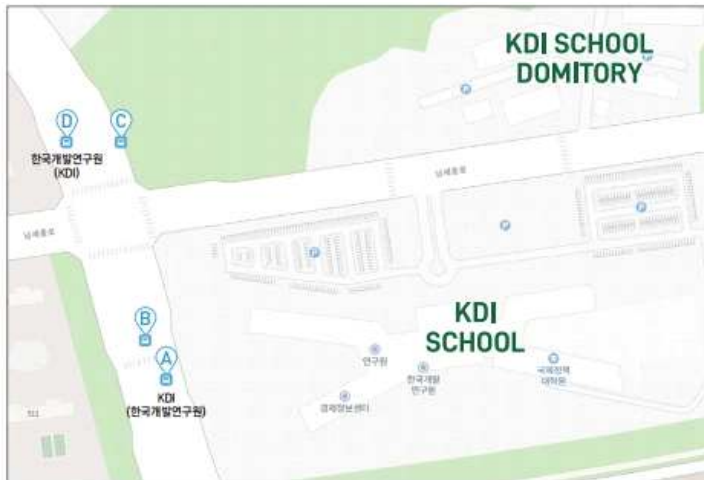 KDI SCHOOL
DOMITORY
P
P
D
C
한국개발연구원
(KDI)
남세종로
남세종로
P
P
P
B
A
KDI
(한국개발연구원)
KDI
SCHOOL
연구원
한국개발
연구원
국제정책
대학원
경제정보센터
511